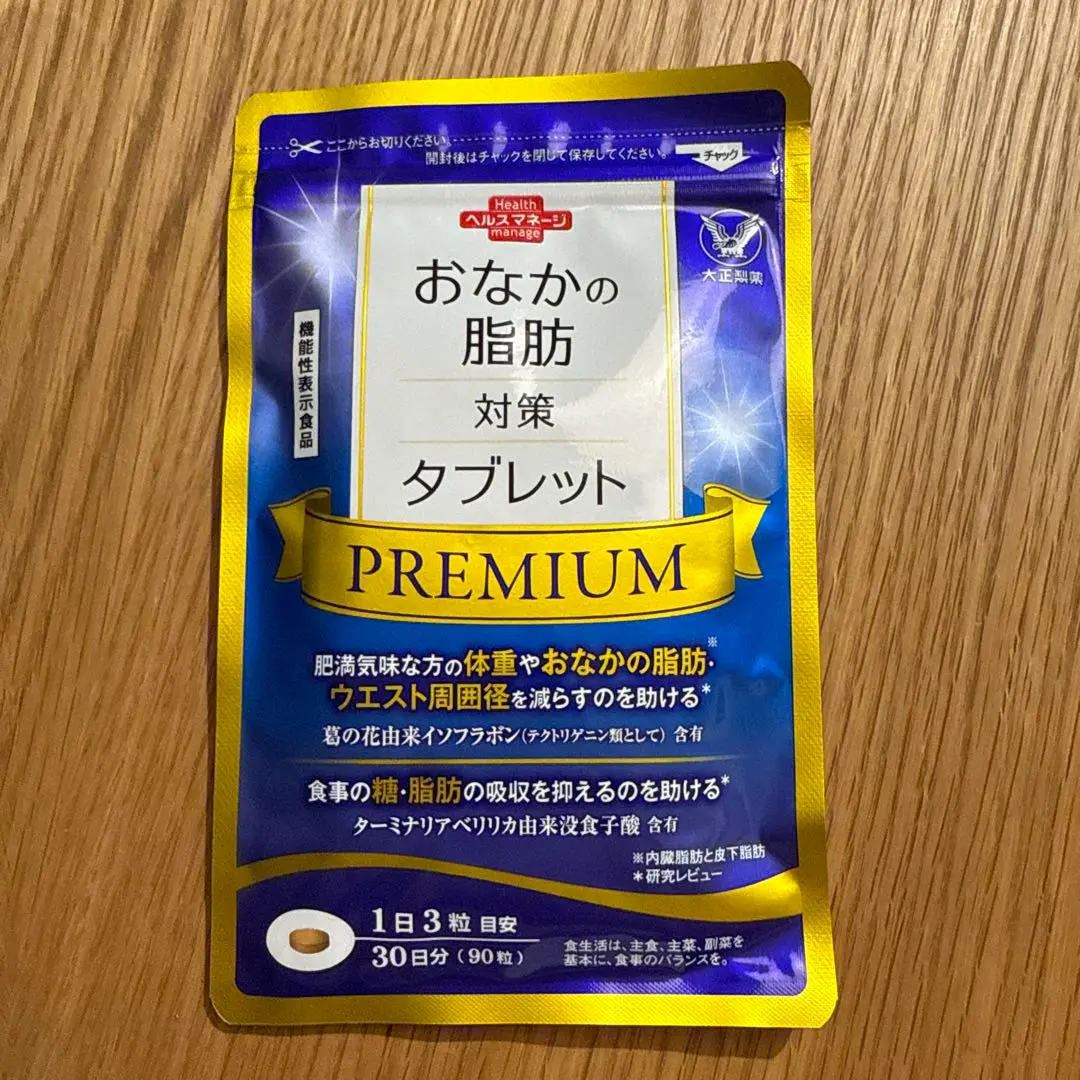 ここからお切りください
開封後はチャックを閉じて保存してください。
チャック
Health
ヘルスマネージ
manage
大正製薬
おなかの
脂肪
対策
タブレット
機能性表示食品
PREMIUM
肥満気味な方の体重やおなかの脂肪※・
ウエスト周囲径を減らすのを助ける*
葛の花由来イソフラボン(テクトリゲニン類として) 含有
食事の糖・脂肪の吸収を抑えるのを助ける*
ターミナリアベリリカ由来没食子酸 含有
※内臓脂肪と皮下脂肪
*研究レビュー
1日3粒 目安
30日分(90粒)
食生活は、主食、主菜、副菜を
基本に、食事のバランスを。